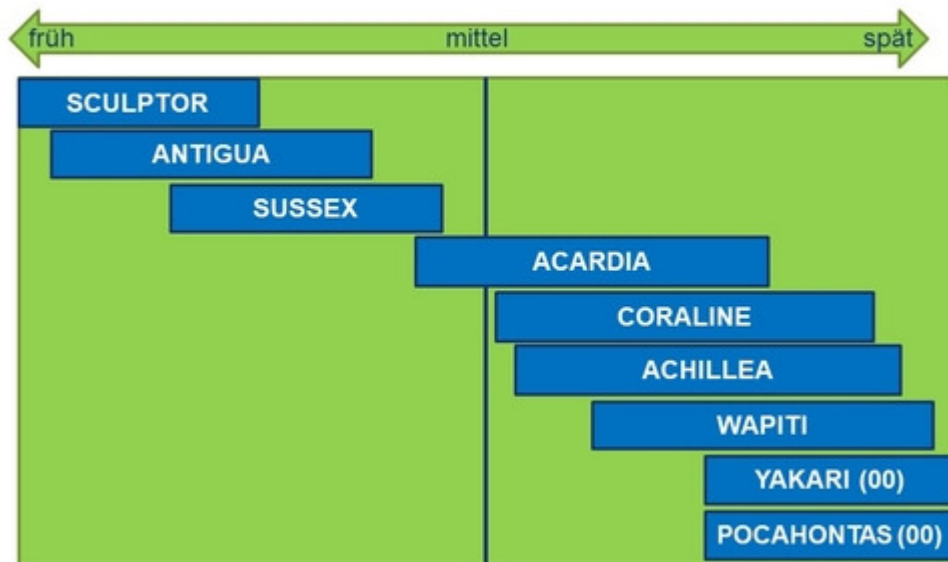 früh mittel spät
SCULPTOR
ANTIGUA
SUSSEX
ACARDIA
CORALINE
ACHILLEA
WAPITI
YAKARI (00)
POCAHONTAS (00)